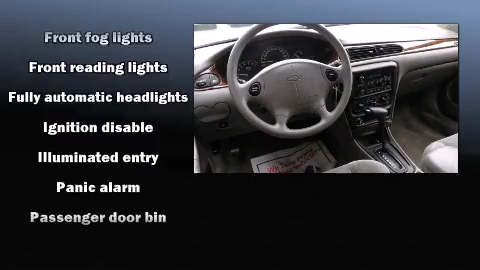 Front fog lights
Front reading lights
Fully automatic headlights
Ignition disable
Illuminated entry
Panic alarm
Passenger door bin